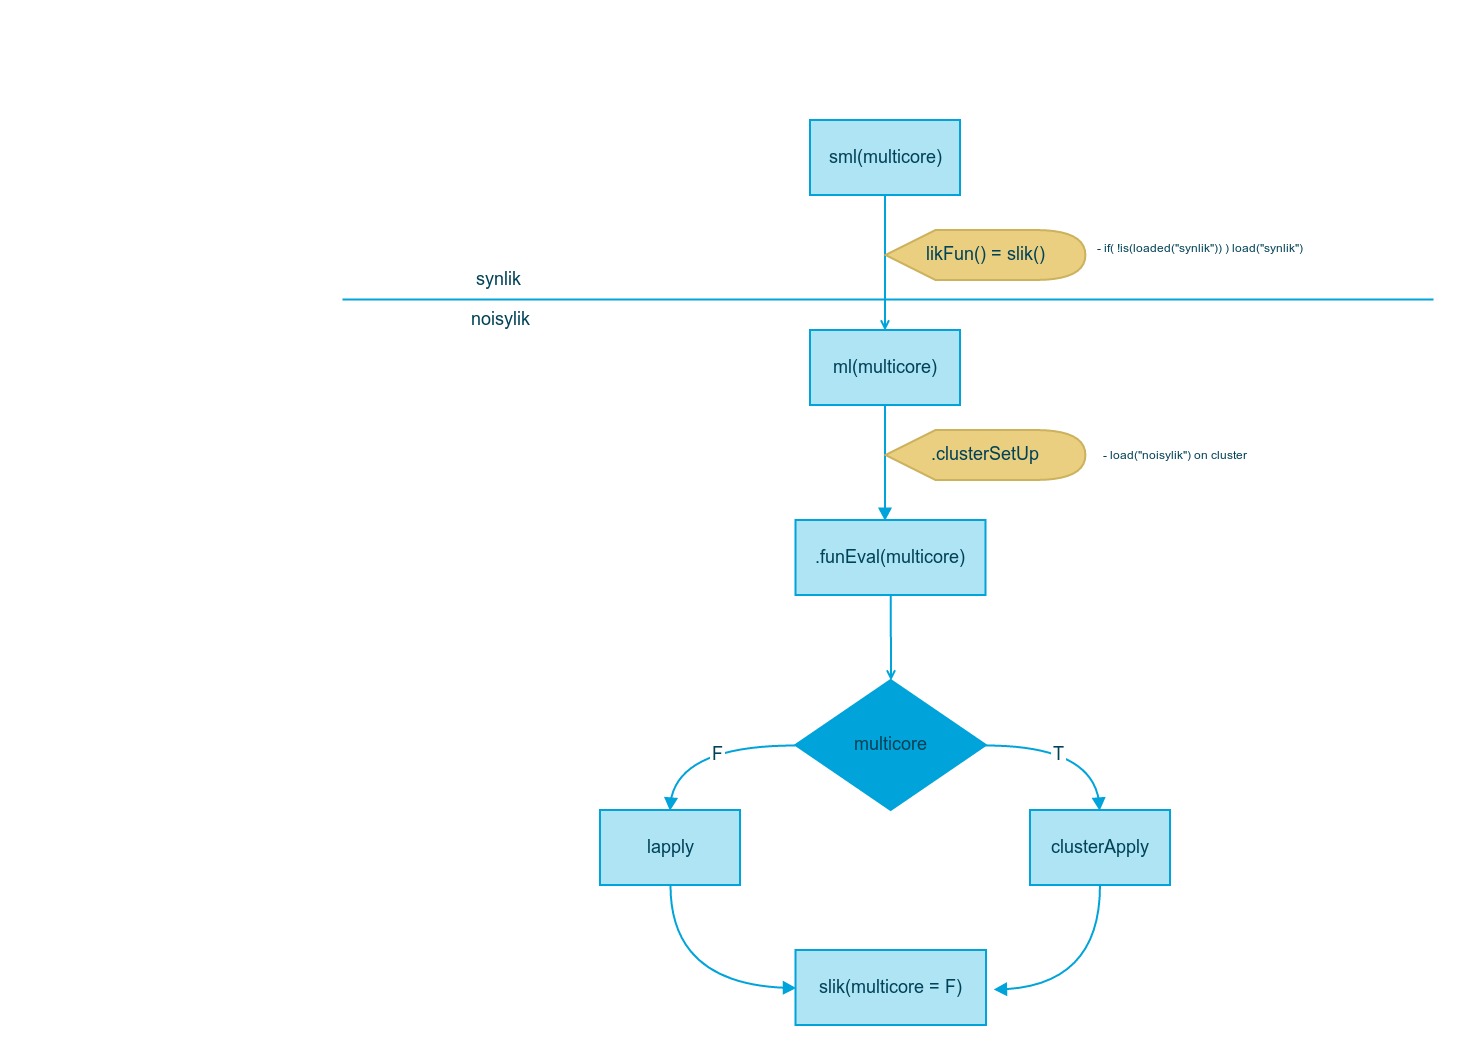 sml(multicore)
likFun() = slik()
- if( !is(loaded("synlik")) ) load("synlik")
synlik
noisylik
ml(multicore)
.clusterSetUp
- load("noisylik") on cluster
.funEval(multicore)
multicore
F
T
lapply
clusterApply
slik(multicore = F)